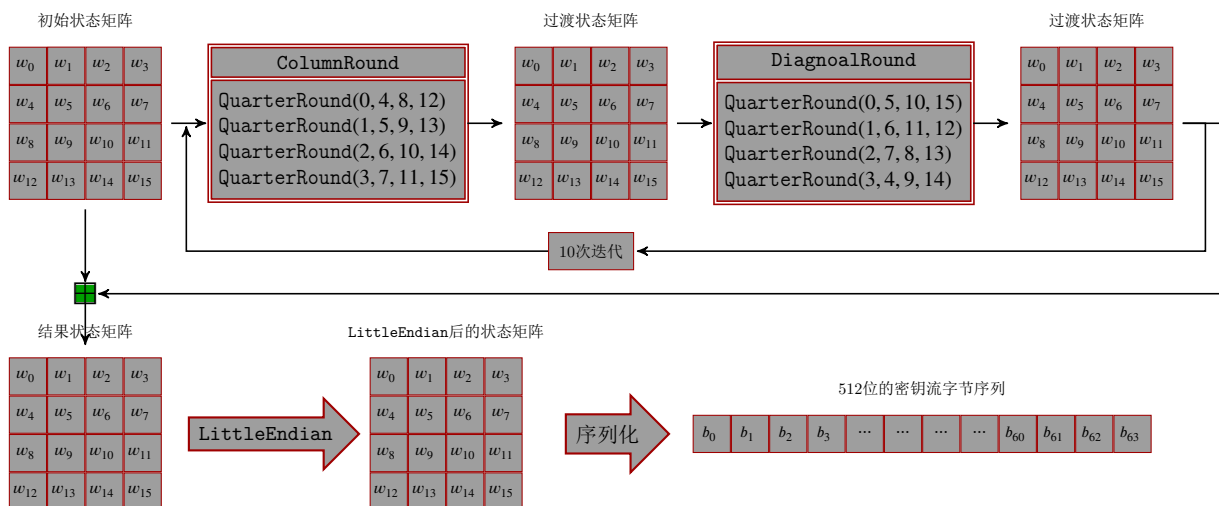 初始状态矩阵 过渡状态矩阵 过渡状态矩阵
w0 w1 w2 w3
w4 w5 w6 w7
w8 w9 w10 w11
w12 w13 w14 w15
ColumnRound
QuarterRound(0, 4, 8, 12)
QuarterRound(1, 5, 9, 13)
QuarterRound(2, 6, 10, 14)
QuarterRound(3, 7, 11, 15)
w0 w1 w2 w3
w4 w5 w6 w7
w8 w9 w10 w11
w12 w13 w14 w15
DiagnoalRound
QuarterRound(0, 5, 10, 15)
QuarterRound(1, 6, 11, 12)
QuarterRound(2, 7, 8, 13)
QuarterRound(3, 4, 9, 14)
w0 w1 w2 w3
w4 w5 w6 w7
w8 w9 w10 w11
w12 w13 w14 w15
10次迭代
结果状态矩阵
w0 w1 w2 w3
w4 w5 w6 w7
w8 w9 w10 w11
w12 w13 w14 w15
LittleEndian
LittleEndian后的状态矩阵
w0 w1 w2 w3
w4 w5 w6 w7
w8 w9 w10 w11
w12 w13 w14 w15
序列化
512位的密钥流字节序列
b0 b1 b2 b3 ... ... ... ... b60 b61 b62 b63